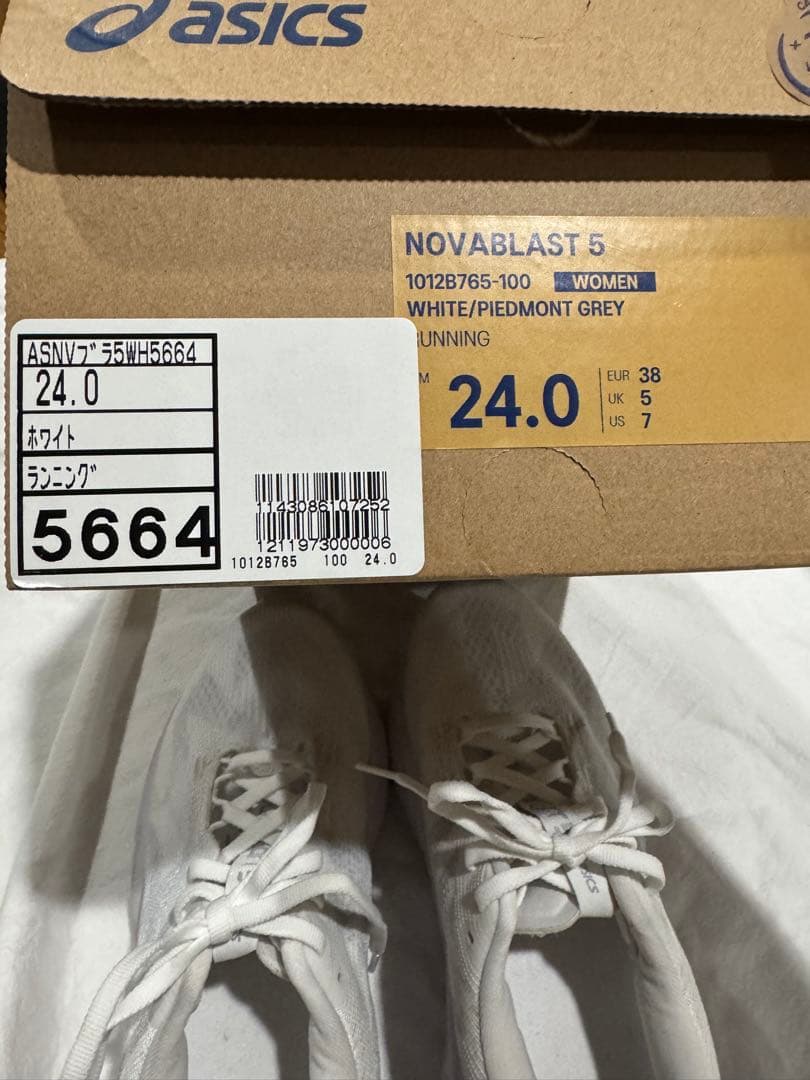 asics
NOVABLAST 5
1012B765-100 WOMEN
WHITE/PIEDMONT GREY
UNNING
M
24.0
EUR 38
UK 5
US 7
ASNVブラ5WH5664
24.0
ホワイト
ランニング
5664
1143086107252
1211973000006
1012B765 100 24.0